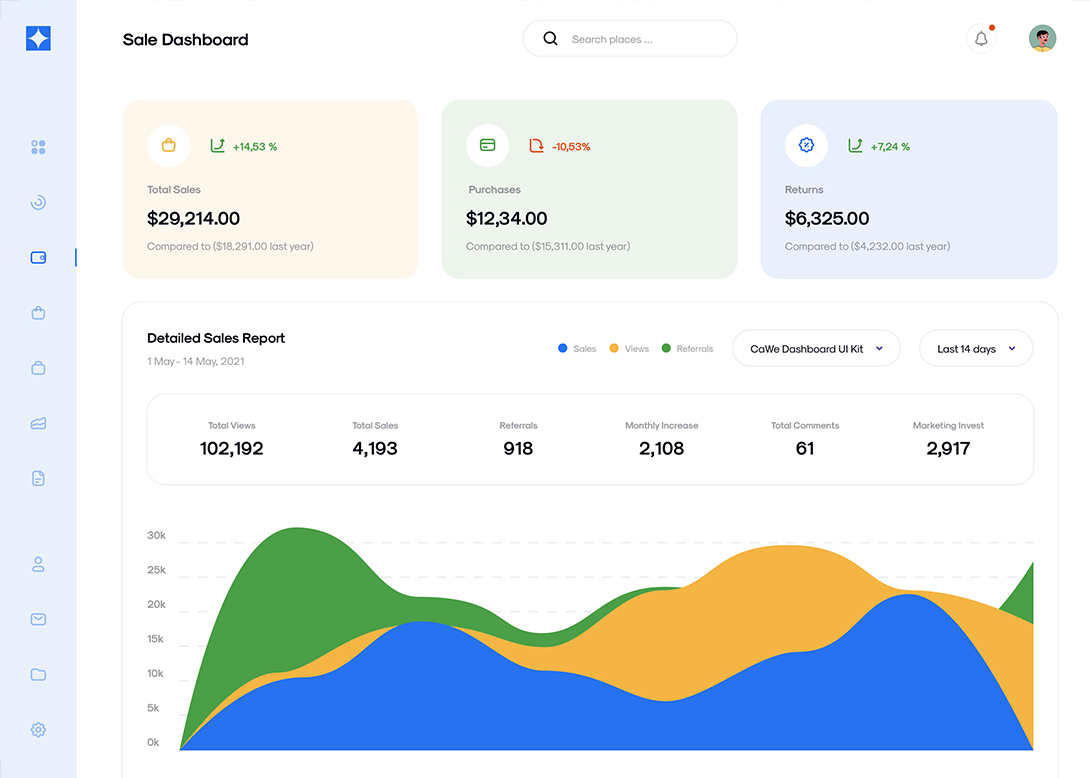 Sale Dashboard
Search places ...
+14,53 %
Total Sales
$29,214.00
Compared to ($18,291.00 last year)
-10,53%
Purchases
$12,34.00
Compared to ($15,311.00 last year)
+7,24 %
Returns
$6,325.00
Compared to ($4,232.00 last year)
Detailed Sales Report
1 May - 14 May, 2021
Sales
Views
Referrals
CaWe Dashboard UI Kit
Last 14 days
Total Views
102,192
Total Sales
4,193
Referrals
918
Monthly Increase
2,108
Total Comments
61
Marketing Invest
2,917
30k
25k
20k
15k
10k
5k
0k